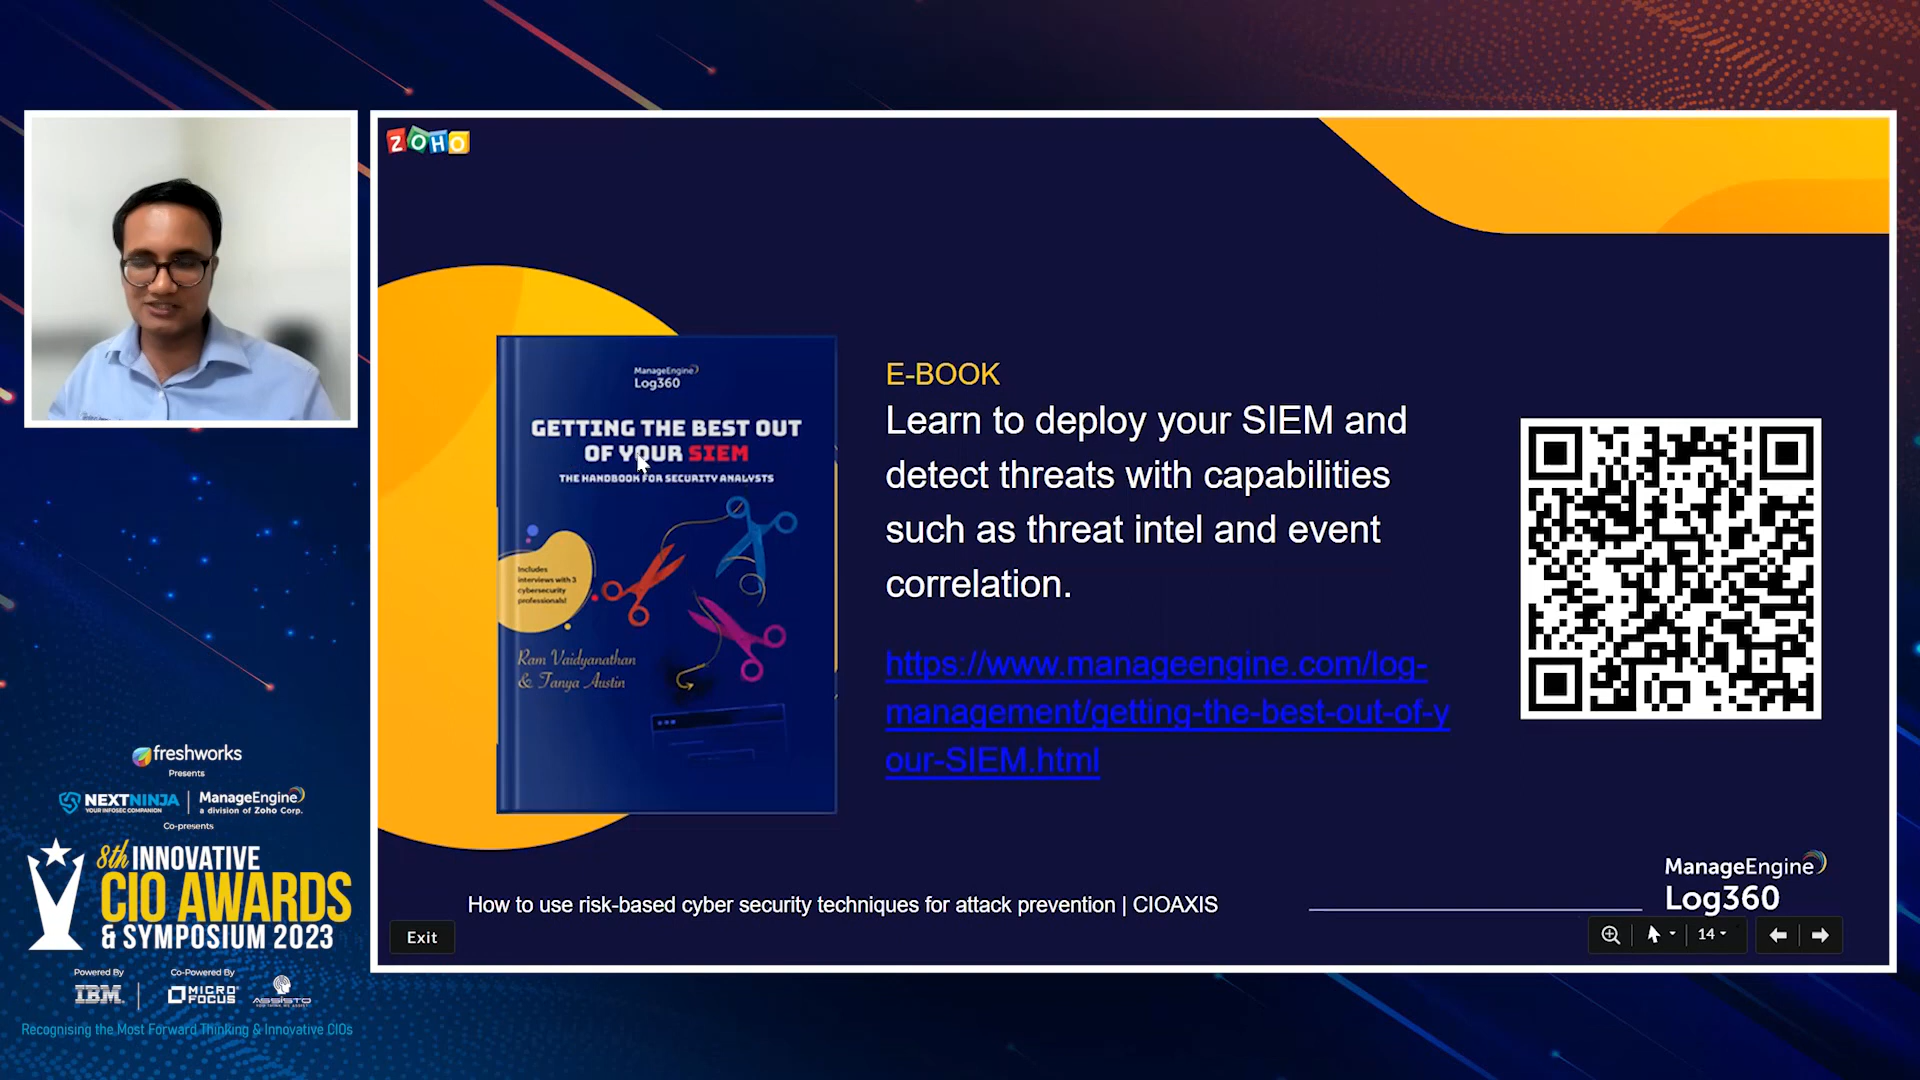 ZOHO
ManageEngine
Log360
GETTING THE BEST OUT
OF YOUR SIEM
THE HANDBOOK FOR SECURITY ANALYSTS
Includes
interviews with 3
cybersecurity
professionals!
Ram Vaidyanathan
& Tanya Austin
E-BOOK
Learn to deploy your SIEM and
detect threats with capabilities
such as threat intel and event
correlation.
https://www.manageengine.com/log-
management/getting-the-best-out-of-y
our-SIEM.html
ManageEngine
Log360
How to use risk-based cyber security techniques for attack prevention | CIOAXIS
Exit
14
freshworks
Presents
NEXTNINJA
YOUR INFOSEC COMPANION
ManageEngine
a division of Zoho Corp.
Co-presents
8th INNOVATIVE
CIO AWARDS
& SYMPOSIUM 2023
Powered By
IBM
Co-Powered By
MICRO
FOCUS
ASSISTO
Recognising the Most Forward Thinking & Innovative CIOs